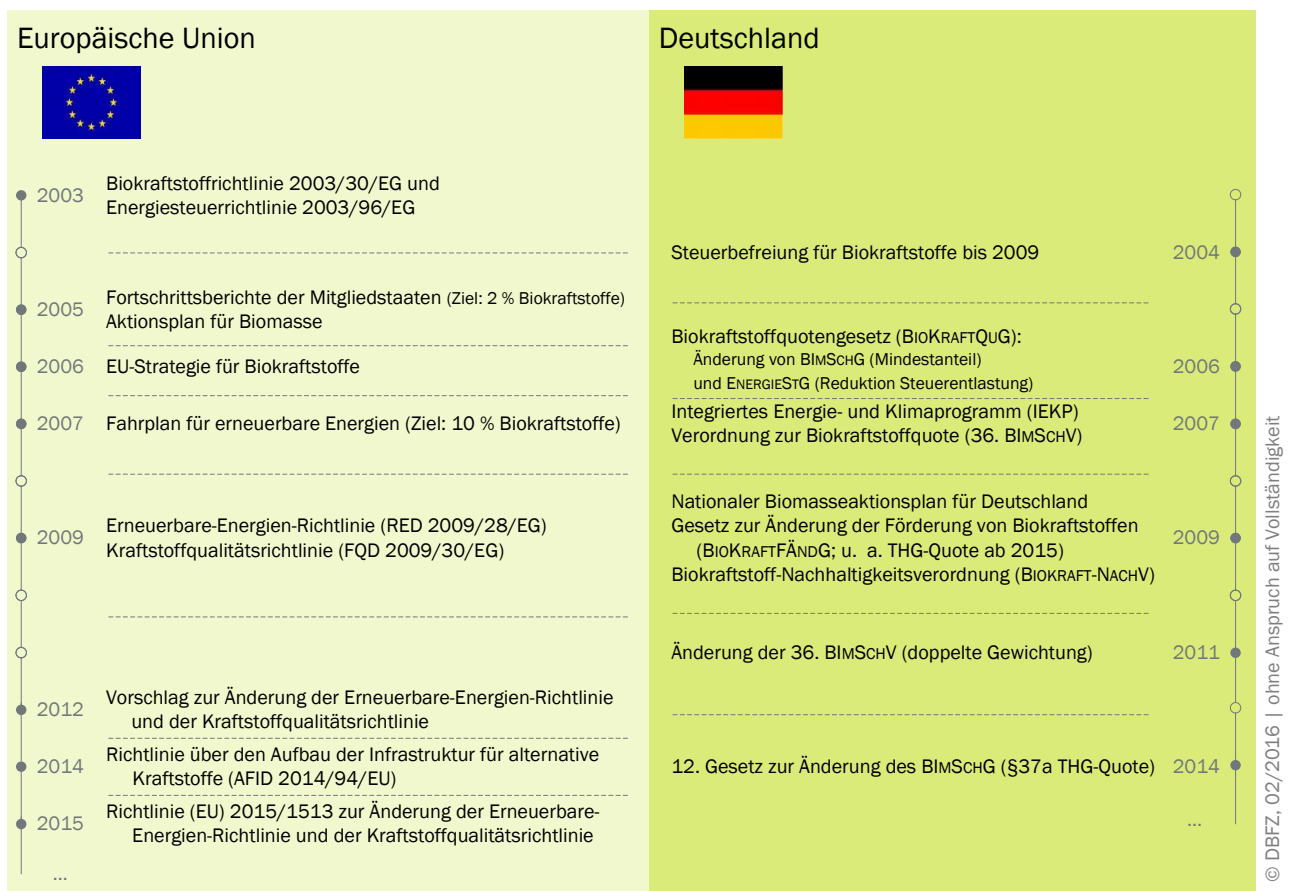 Europäische Union
2003
Biokraftstoffrichtlinie 2003/30/EG und
Energiesteuerrichtlinie 2003/96/EG
2005
Fortschrittsberichte der Mitgliedstaaten (Ziel: 2 % Biokraftstoffe)
Aktionsplan für Biomasse
2006
EU-Strategie für Biokraftstoffe
2007
Fahrplan für erneuerbare Energien (Ziel: 10 % Biokraftstoffe)
2009
Erneuerbare-Energien-Richtlinie (RED 2009/28/EG)
Kraftstoffqualitätsrichtlinie (FQD 2009/30/EG)
2012
Vorschlag zur Änderung der Erneuerbare-Energien-Richtlinie
und der Kraftstoffqualitätsrichtlinie
2014
Richtlinie über den Aufbau der Infrastruktur für alternative
Kraftstoffe (AFID 2014/94/EU)
2015
Richtlinie (EU) 2015/1513 zur Änderung der Erneuerbare-
Energien-Richtlinie und der Kraftstoffqualitätsrichtlinie
...
Deutschland
Steuerbefreiung für Biokraftstoffe bis 2009
2004
Biokraftstoffquotengesetz (BIOKRAFTQUG):
Änderung von BIMSCHG (Mindestanteil)
und ENERGIESTG (Reduktion Steuerentlastung)
2006
Integriertes Energie- und Klimaprogramm (IEKP)
Verordnung zur Biokraftstoffquote (36. BIMSCHV)
2007
Nationaler Biomasseaktionsplan für Deutschland
Gesetz zur Änderung der Förderung von Biokraftstoffen
(BIOKRAFTFÄNDG; u. a. THG-Quote ab 2015)
Biokraftstoff-Nachhaltigkeitsverordnung (BIOKRAFT-NACHV)
2009
Änderung der 36. BIMSCHV (doppelte Gewichtung)
2011
12. Gesetz zur Änderung des BIMSCHG (§37a THG-Quote)
2014
...
© DBFZ, 02/2016 | ohne Anspruch auf Vollständigkeit